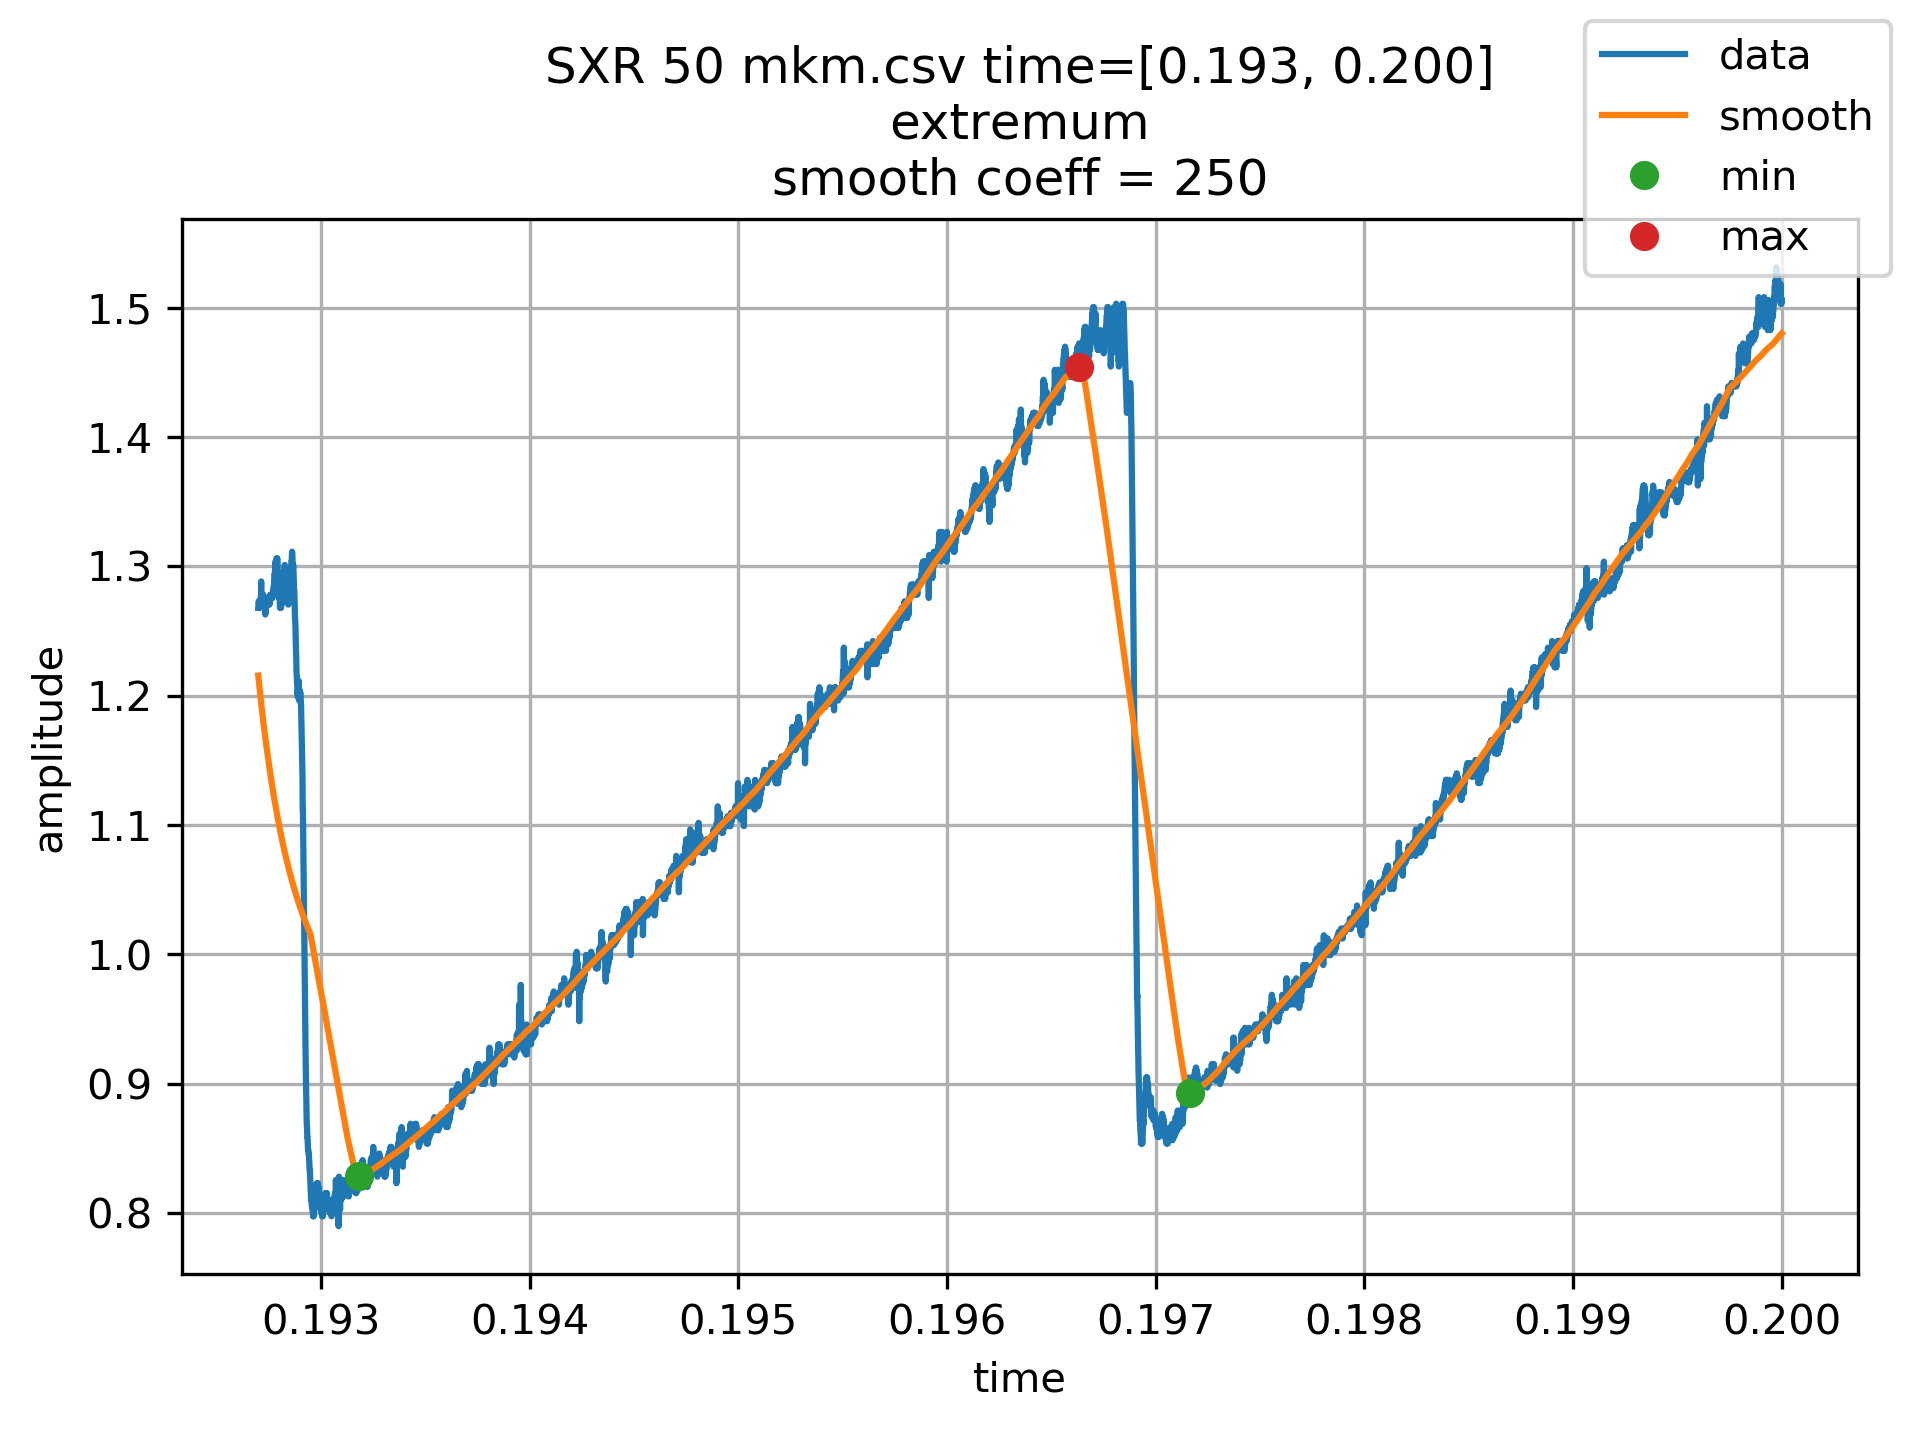 SXR 50 mkm.csv time=[0.193, 0.200]
extremum
smooth coeff = 250
data
smooth
min
max
1.5
1.4
1.3
1.2
1.1
1.0
0.9
0.8
amplitude
0.193 0.194 0.195 0.196 0.197 0.198 0.199 0.200
time